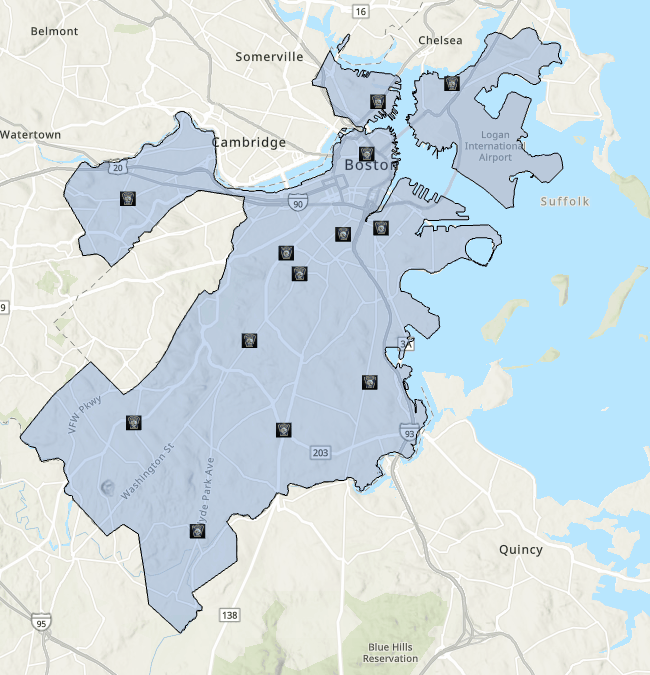 16
Belmont
Chelsea
Somerville
Watertown
Cambridge
Logan
International
Airport
Boston
20
90
Suffolk
9
3A
VFW Pkwy
93
Washington St
203
Hyde Park Ave
Quincy
138
95
Blue Hills
Reservation